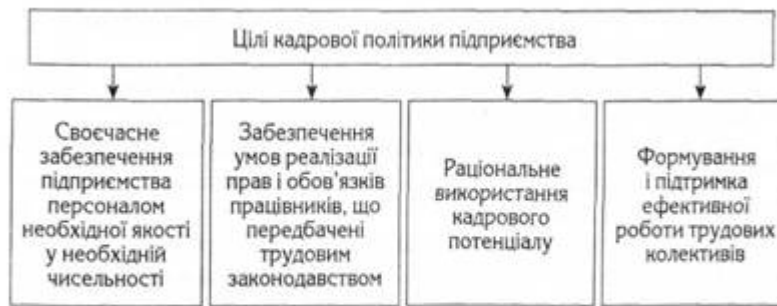 Цілі кадрової політики підприємства
Своєчасне
забезпечення
підприємства
персоналом
необхідної якості
у необхідній
чисельності
Забезпечення
умов реалізації
прав і обов’язків
працівників, що
передбачені
трудовим
законодавством
Раціональне
використання
кадрового
потенціалу
Формування
і підтримка
ефективної
роботи трудових
колективів